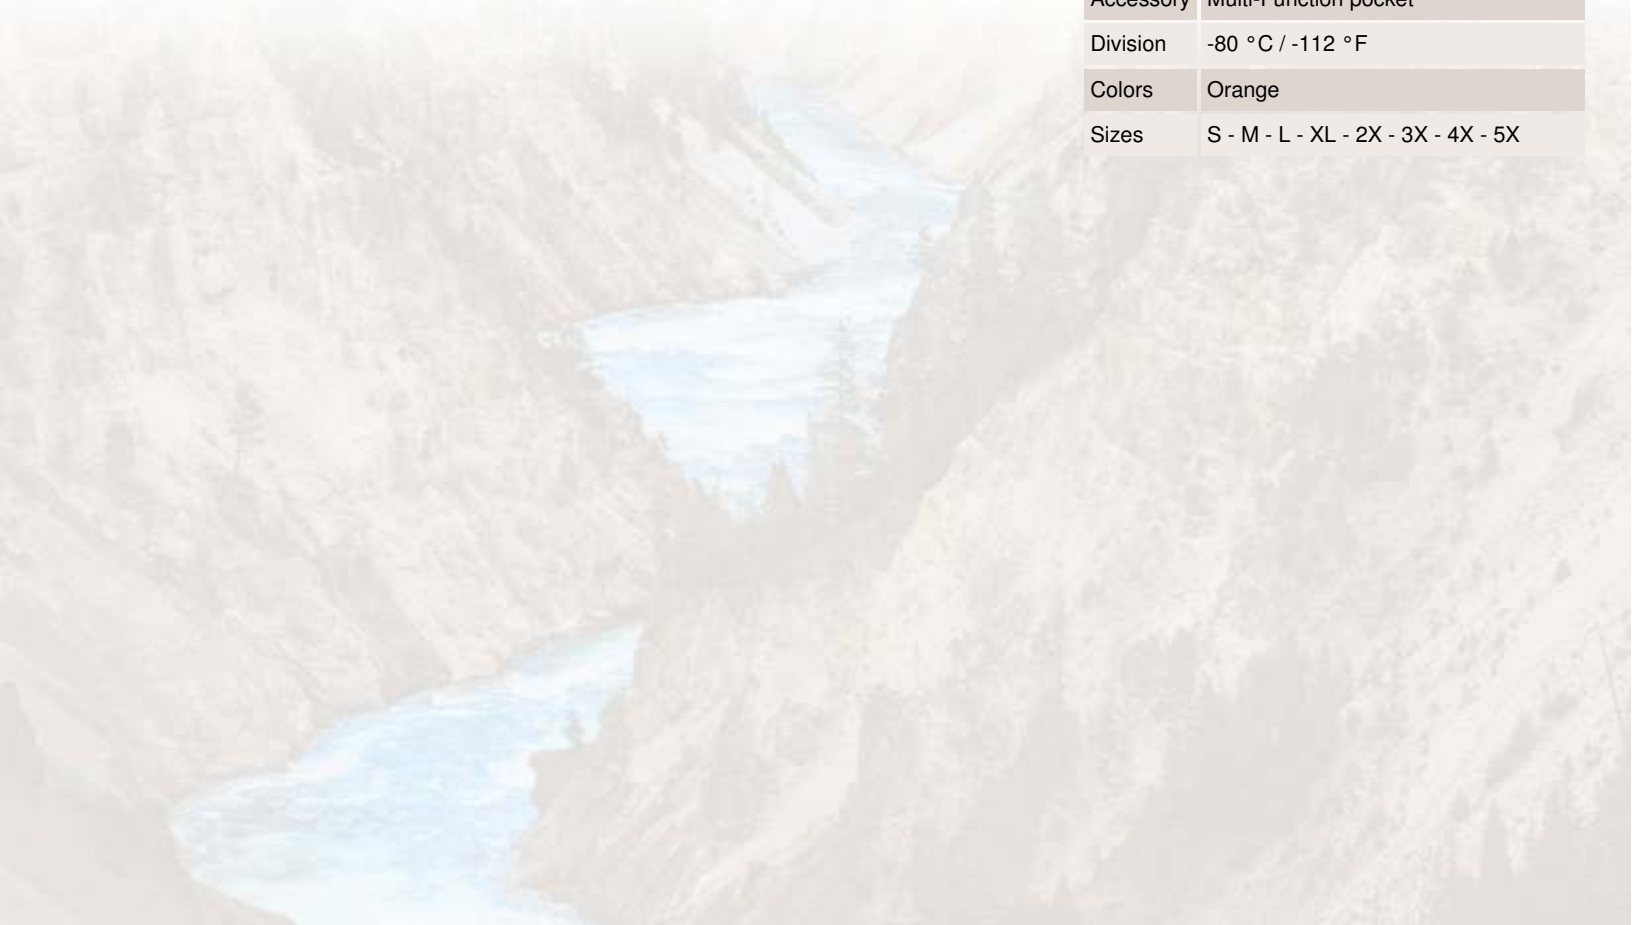 Accessory Multi-Function pocket
Division -80 °C / -112 °F
Colors Orange
Sizes S - M - L - XL - 2X - 3X - 4X - 5X